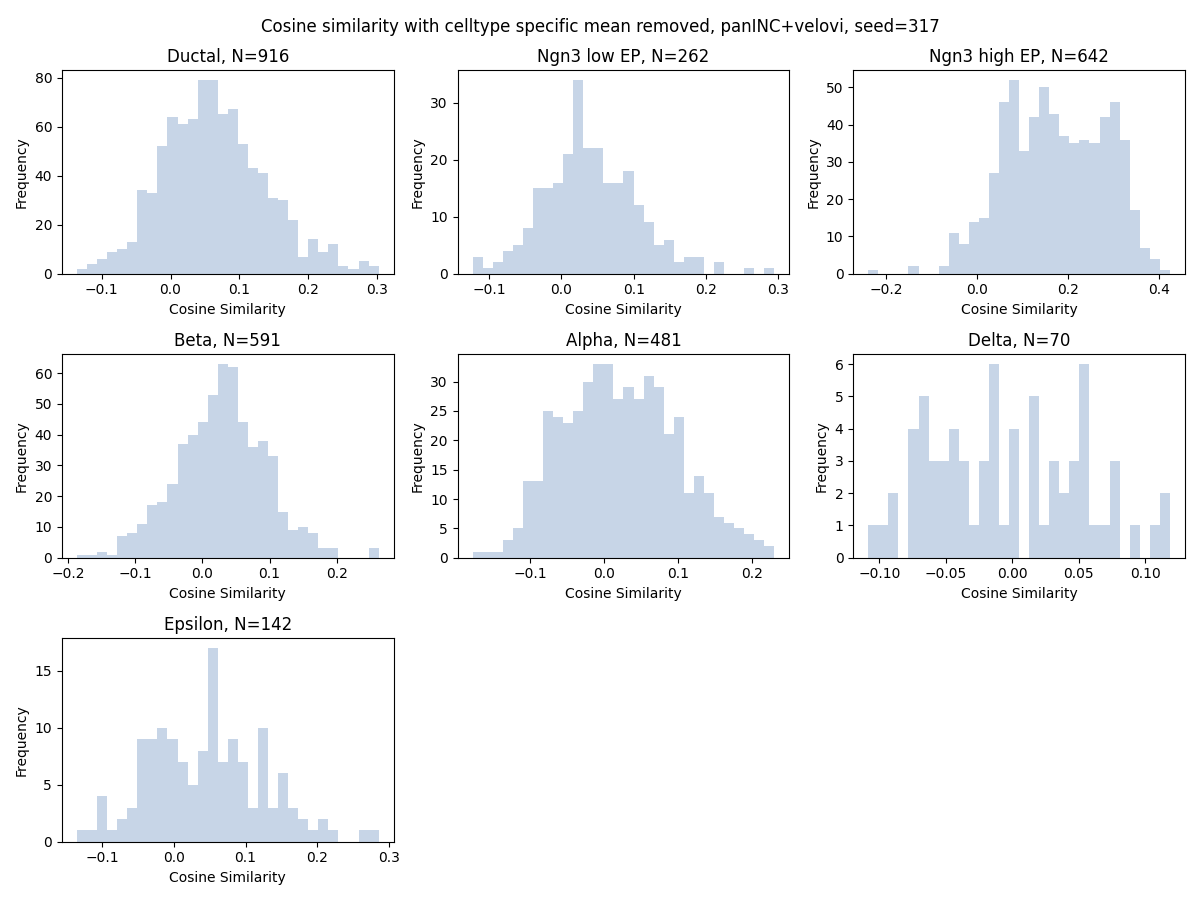 Cosine similarity with celltype specific mean removed, panINC+velovi, seed=317
Ductal, N=916
Frequency
80
60
40
20
0
−0.1 0.0 0.1 0.2 0.3
Cosine Similarity
Ngn3 low EP, N=262
Frequency
30
20
10
0
−0.1 0.0 0.1 0.2 0.3
Cosine Similarity
Ngn3 high EP, N=642
Frequency
50
40
30
20
10
0
−0.2 0.0 0.2 0.4
Cosine Similarity
Beta, N=591
Frequency
60
50
40
30
20
10
0
−0.2 −0.1 0.0 0.1 0.2
Cosine Similarity
Alpha, N=481
Frequency
30
25
20
15
10
5
0
−0.1 0.0 0.1 0.2
Cosine Similarity
Delta, N=70
Frequency
6
5
4
3
2
1
0
−0.10 −0.05 0.00 0.05 0.10
Cosine Similarity
Epsilon, N=142
Frequency
15
10
5
0
−0.1 0.0 0.1 0.2 0.3
Cosine Similarity